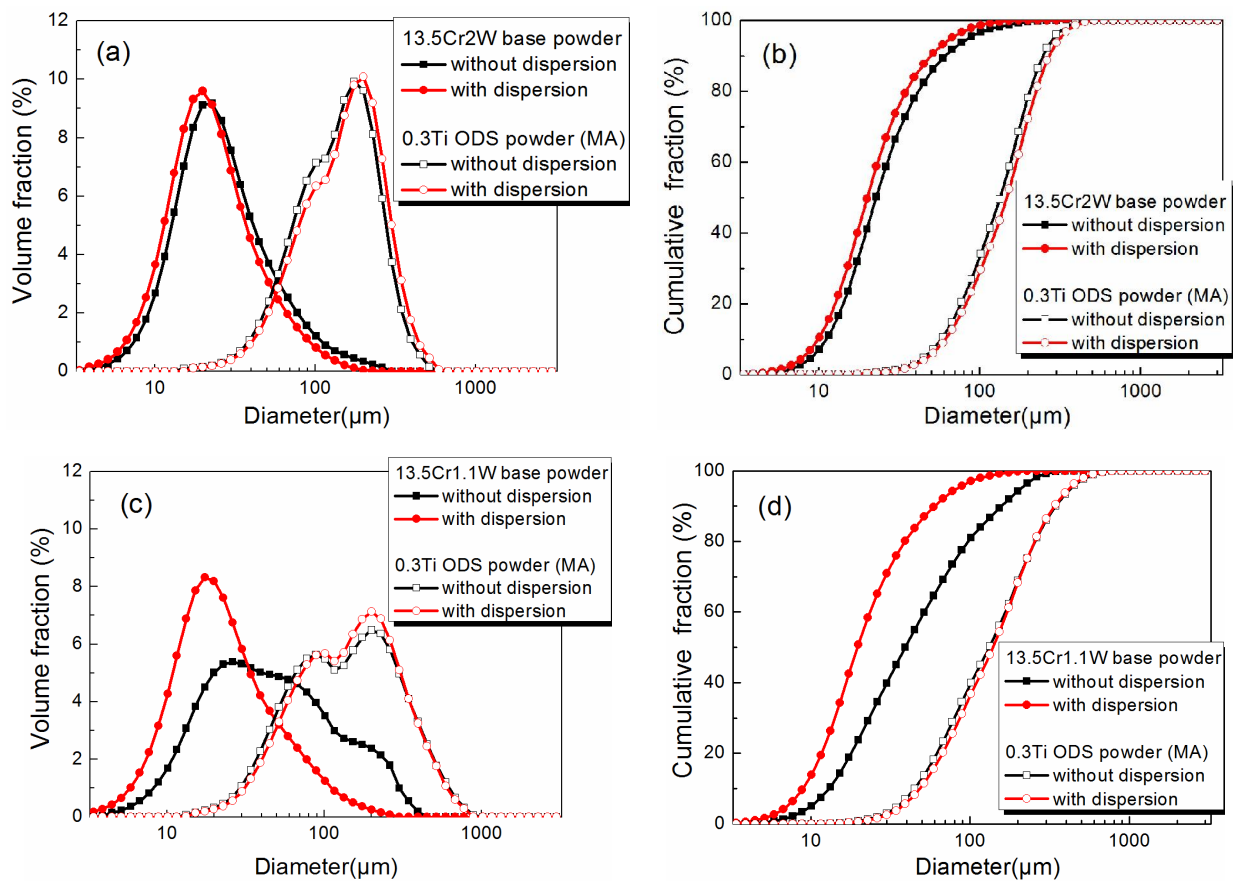 (a)
Volume fraction (%)
12
10
8
6
4
2
0
13.5Cr2W base powder
without dispersion
with dispersion
0.3Ti ODS powder (MA)
without dispersion
with dispersion
10
100
1000
Diameter(μm)
(b)
Cumulative fraction (%)
100
80
60
40
20
0
13.5Cr2W base powder
without dispersion
with dispersion
0.3Ti ODS powder (MA)
without dispersion
with dispersion
10
100
1000
Diameter(μm)
(c)
Volume fraction (%)
12
10
8
6
4
2
0
13.5Cr1.1W base powder
without dispersion
with dispersion
0.3Ti ODS powder (MA)
without dispersion
with dispersion
10
100
1000
Diameter(μm)
(d)
Cumulative fraction (%)
100
80
60
40
20
0
13.5Cr1.1W base powder
without dispersion
with dispersion
0.3Ti ODS powder (MA)
without dispersion
with dispersion
10
100
1000
Diameter(μm)